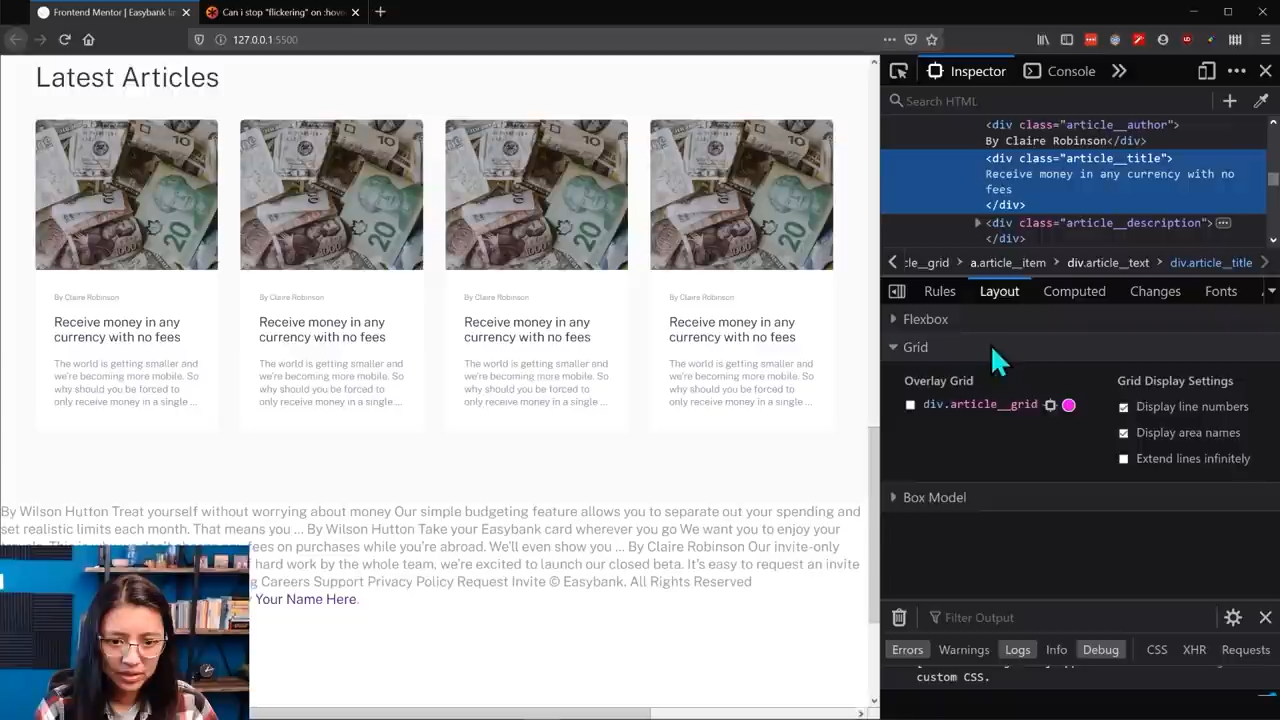 Frontend Mentor | Easybank la
Can i stop "flickering" on :hov
127.0.0.1:5500
Inspector
Console
Search HTML
<div class="article__author">
By Claire Robinson</div>
<div class="article__title">
Receive money in any currency with no
fees
</div>
<div class="article__description">
</div>
cle__grid
a.article__item
div.article__text
div.article__title
Rules
Layout
Computed
Changes
Fonts
Flexbox
Grid
Overlay Grid
div.article__grid
Grid Display Settings
Display line numbers
Display area names
Extend lines infinitely
Box Model
Filter Output
Errors
Warnings
Logs
Info
Debug
CSS
XHR
Requests
custom CSS.
Latest Articles
By Claire Robinson
Receive money in any
currency with no fees
The world is getting smaller and
we're becoming more mobile. So
why should you be forced to
only receive money in a single ...
By Claire Robinson
Receive money in any
currency with no fees
The world is getting smaller and
we're becoming more mobile. So
why should you be forced to
only receive money in a single ...
By Claire Robinson
Receive money in any
currency with no fees
The world is getting smaller and
we're becoming more mobile. So
why should you be forced to
only receive money in a single ...
By Claire Robinson
Receive money in any
currency with no fees
The world is getting smaller and
we're becoming more mobile. So
why should you be forced to
only receive money in a single ...
By Wilson Hutton Treat yourself without worrying about money Our simple budgeting feature allows you to separate out your spending and
set realistic limits each month. That means you ... By Wilson Hutton Take your Easybank card wherever you go We want you to enjoy your
fees on purchases while you're abroad. We'll even show you ... By Claire Robinson Our invite-only
hard work by the whole team, we're excited to launch our closed beta. It's easy to request an invite
g Careers Support Privacy Policy Request Invite © Easybank. All Rights Reserved
Your Name Here.